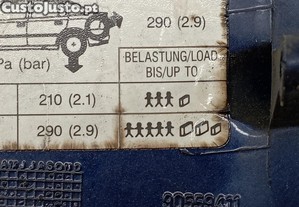 CustoJusto
.pt
290 (2.9)
Pa (bar)
BELASTUNG/LOAD
BIS/UP TO
210 (2.1)
290 (2.9)